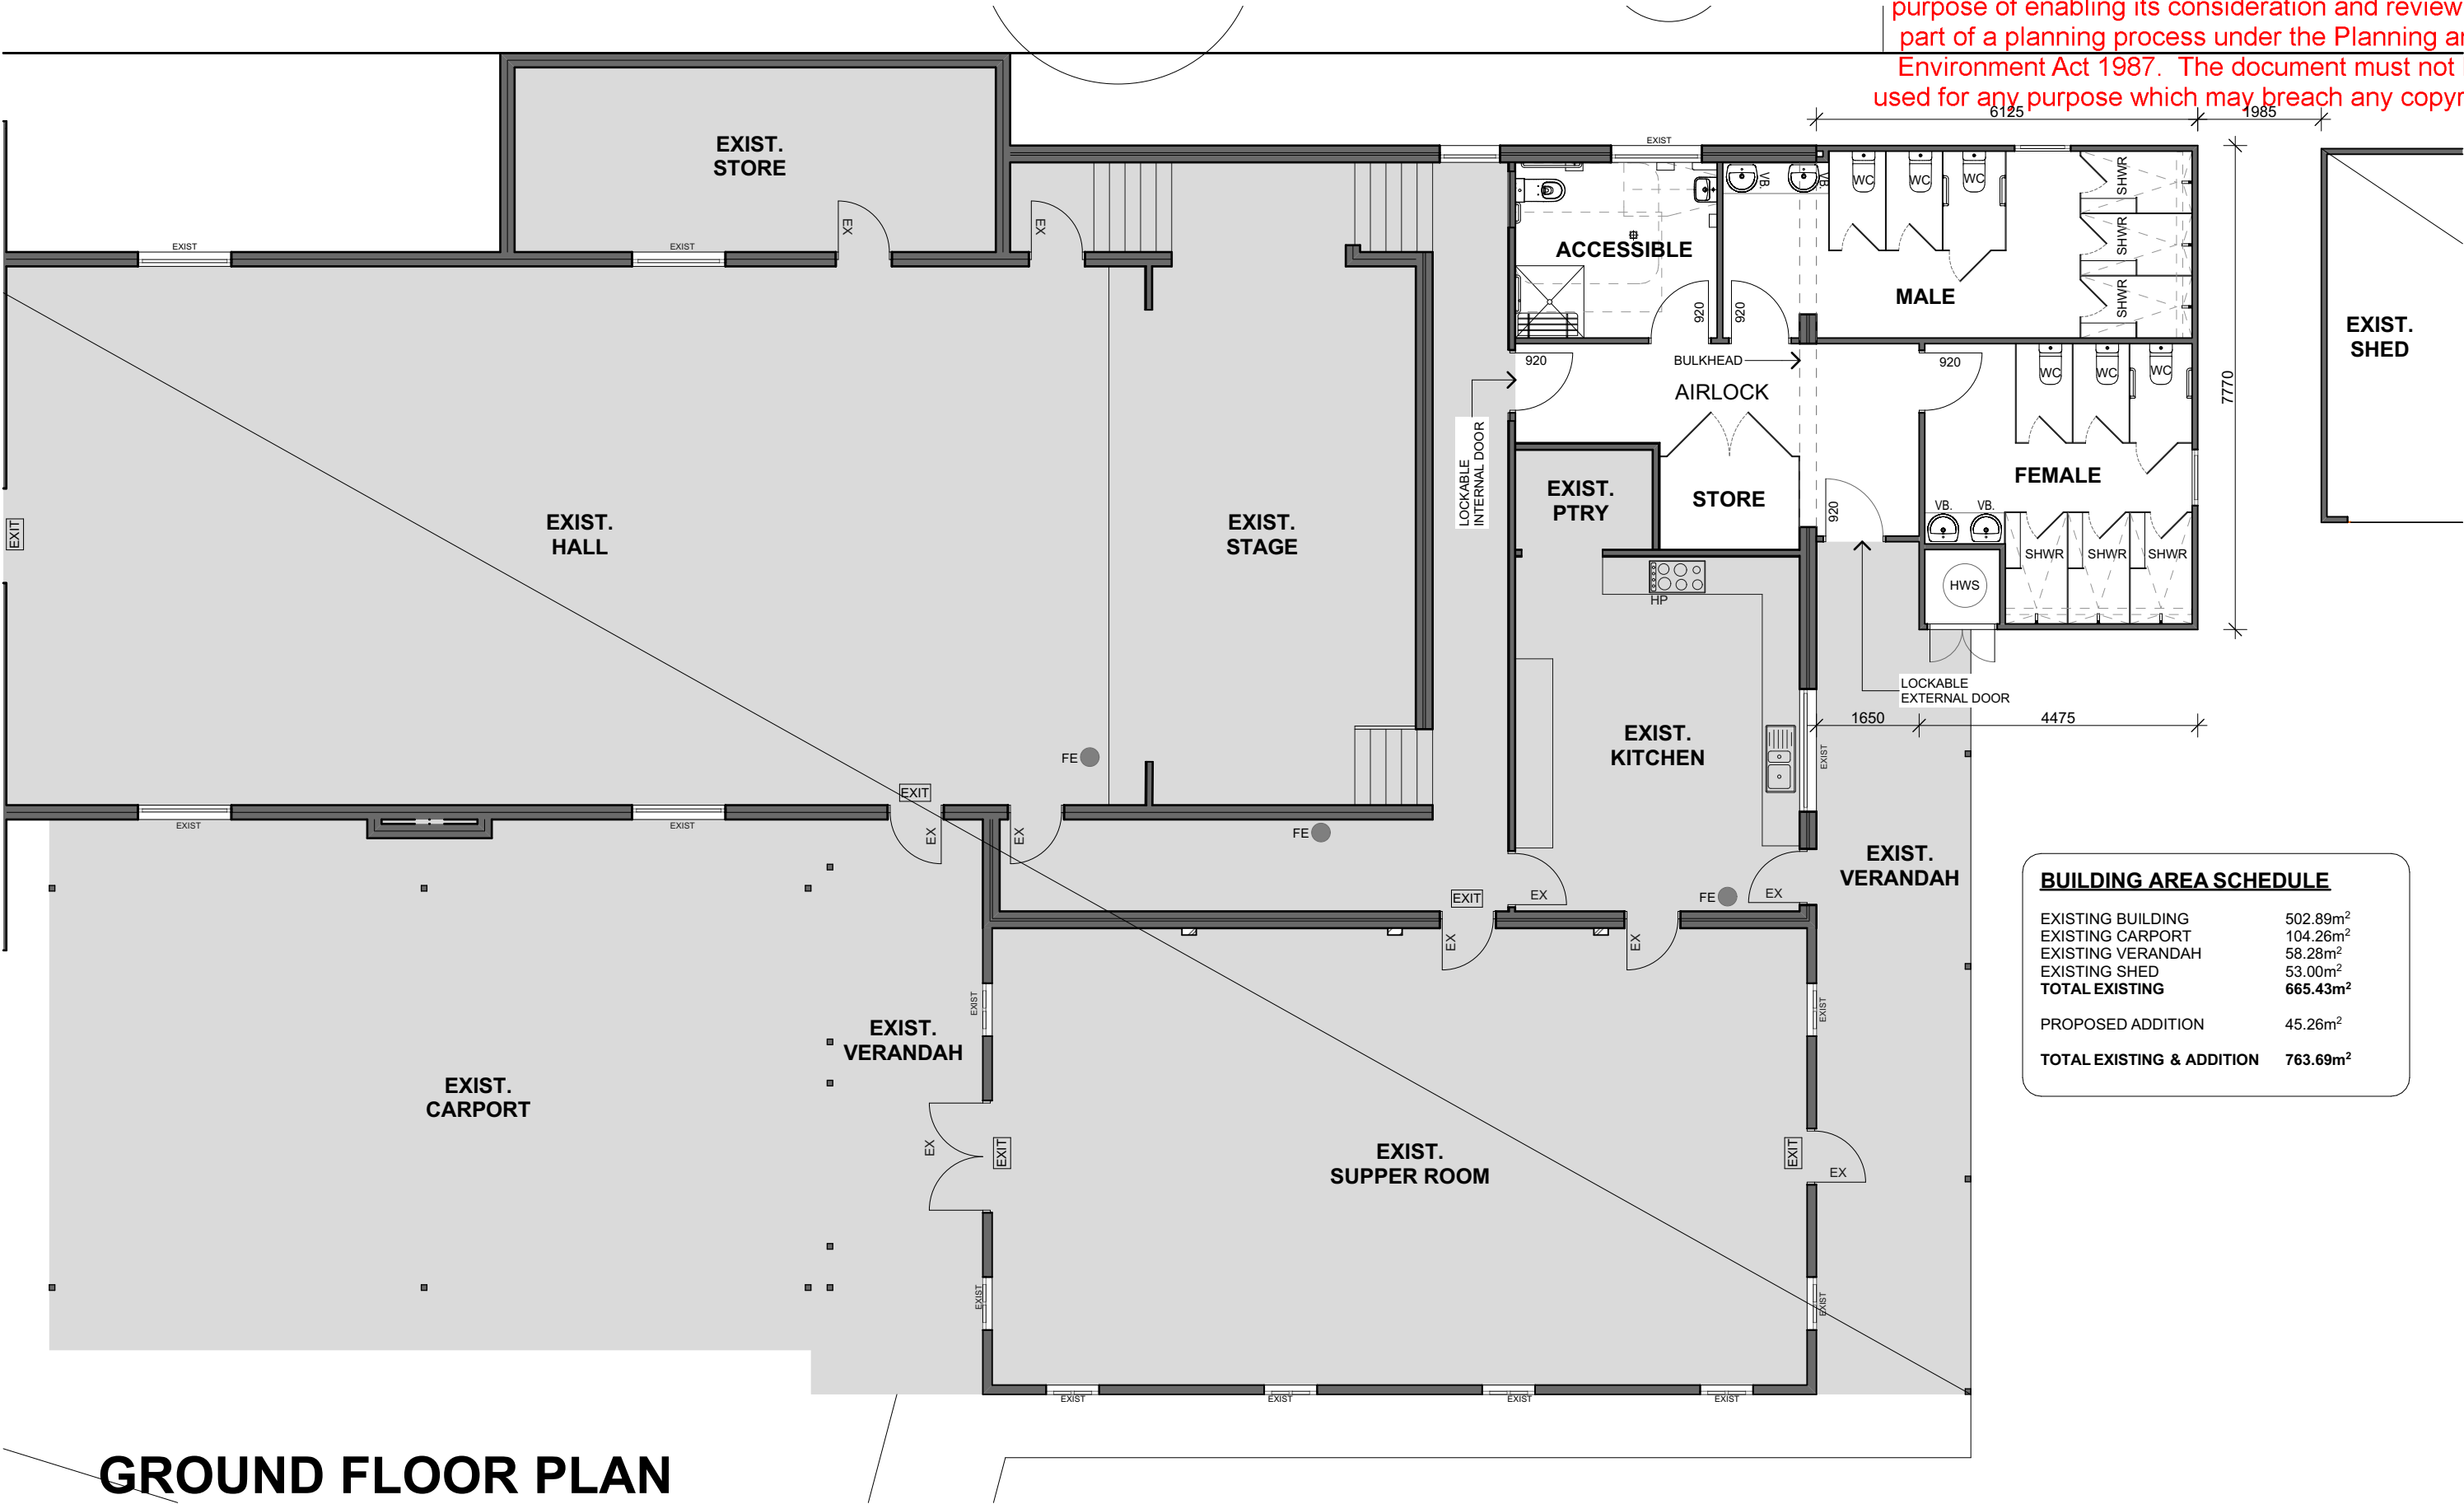 purpose of enabling its consideration and review
part of a planning process under the Planning a
Environment Act 1987. The document must not
used for any purpose which may breach any copyr
6125
1985
EXIST
EXIST.
STORE
EX
EX
EXIST
EXIST
WC
WC
WC
VB.
VB.
SHWR
SHWR
SHWR
ACCESSIBLE
MALE
920
920
EXIST.
SHED
920
BULKHEAD
AIRLOCK
920
WC
WC
WC
7770
LOCKABLE
INTERNAL DOOR
EXIST.
PTRY
STORE
920
FEMALE
VB.
VB.
SHWR
SHWR
SHWR
HWS
EXIT
EXIST.
HALL
EXIST.
STAGE
HP
LOCKABLE
EXTERNAL DOOR
1650
4475
EXIST.
KITCHEN
EXIST
FE
EXIT
EXIST
EXIST
EX
EX
FE
EXIT
EX
FE
EX
EXIST.
VERANDAH
EX
EX
BUILDING AREA SCHEDULE
EXISTING BUILDING 502.89m²
EXISTING CARPORT 104.26m²
EXISTING VERANDAH 58.28m²
EXISTING SHED 53.00m²
TOTAL EXISTING 665.43m²
PROPOSED ADDITION 45.26m²
TOTAL EXISTING & ADDITION 763.69m²
EXIST
EXIST
EXIST.
VERANDAH
EXIST.
CARPORT
EX
EXIT
EXIST.
SUPPER ROOM
EXIT
EX
EXIST
EXIST
EXIST
EXIST
EXIST
EXIST
GROUND FLOOR PLAN